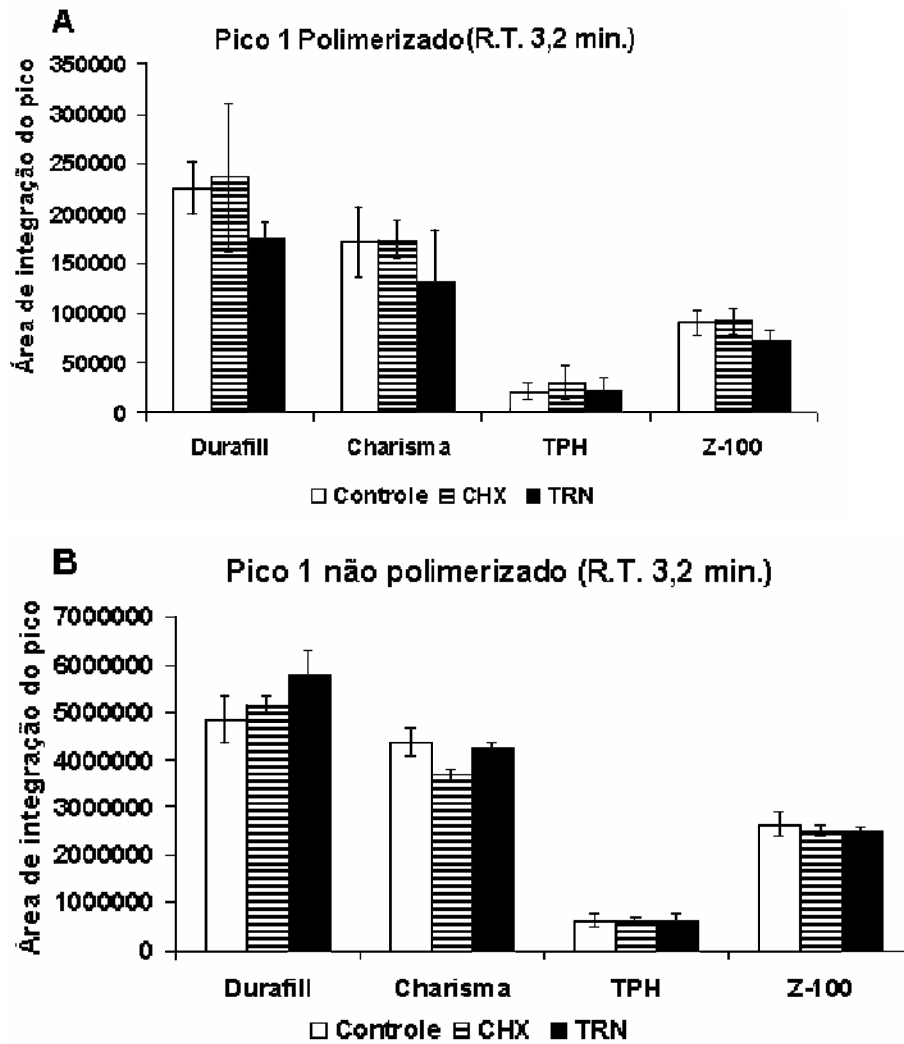 A
Pico 1 Polimerizado(R.T. 3,2 min.)
Área de integração do pico
350000
300000
250000
200000
150000
100000
50000
0
Durafill Charisma TPH Z-100
Controle CHX TRN
B
Pico 1 não polimerizado (R.T. 3,2 min.)
Área de integração do pico
7000000
6000000
5000000
4000000
3000000
2000000
1000000
0
Durafill Charisma TPH Z-100
Controle CHX TRN